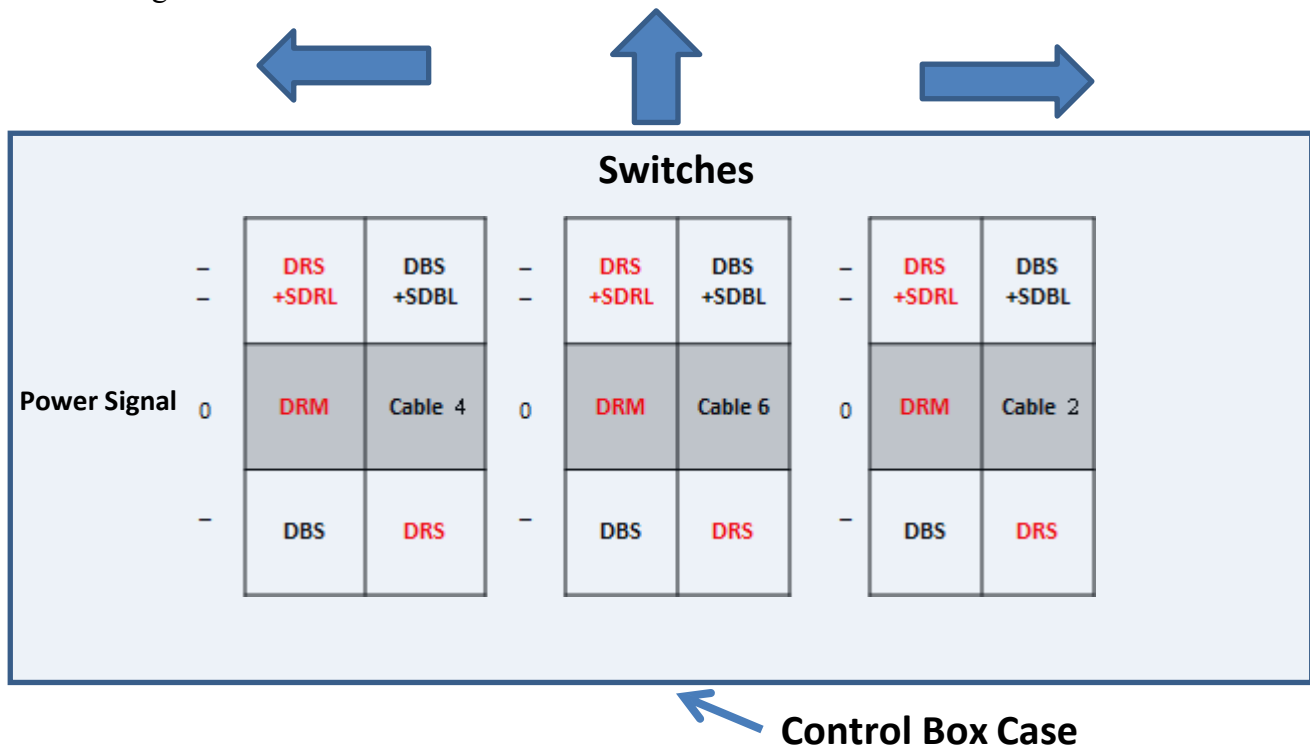 Switches
– DRS DBS – DRS DBS – DRS DBS
– +SDRL +SDBL – +SDRL +SDBL – +SDRL +SDBL
Power Signal 0 DRM Cable 4 0 DRM Cable 6 0 DRM Cable 2
– DBS DRS – DBS DRS – DBS DRS
Control Box Case